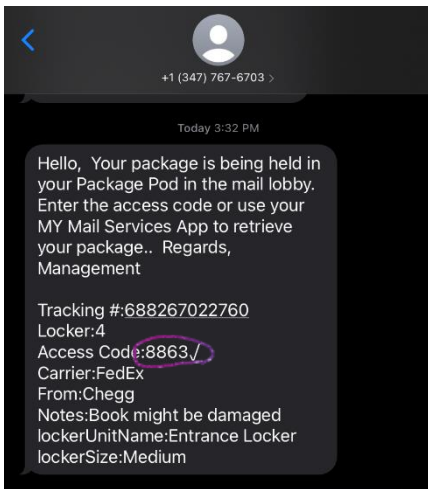 +1 (347) 767-6703 >
Today 3:32 PM
Hello,  Your package is being held in
your Package Pod in the mail lobby.
Enter the access code or use your
MY Mail Services App to retrieve
your package..  Regards,
Management
Tracking #:688267022760
Locker:4
Access Code:8863√
Carrier:FedEx
From:Chegg
Notes:Book might be damaged
lockerUnitName:Entrance Locker
lockerSize:Medium